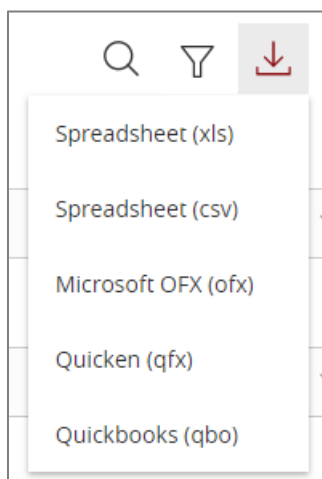 Spreadsheet (xls)
Spreadsheet (csv)
Microsoft OFX (ofx)
Quicken (qfx)
Quickbooks (qbo)